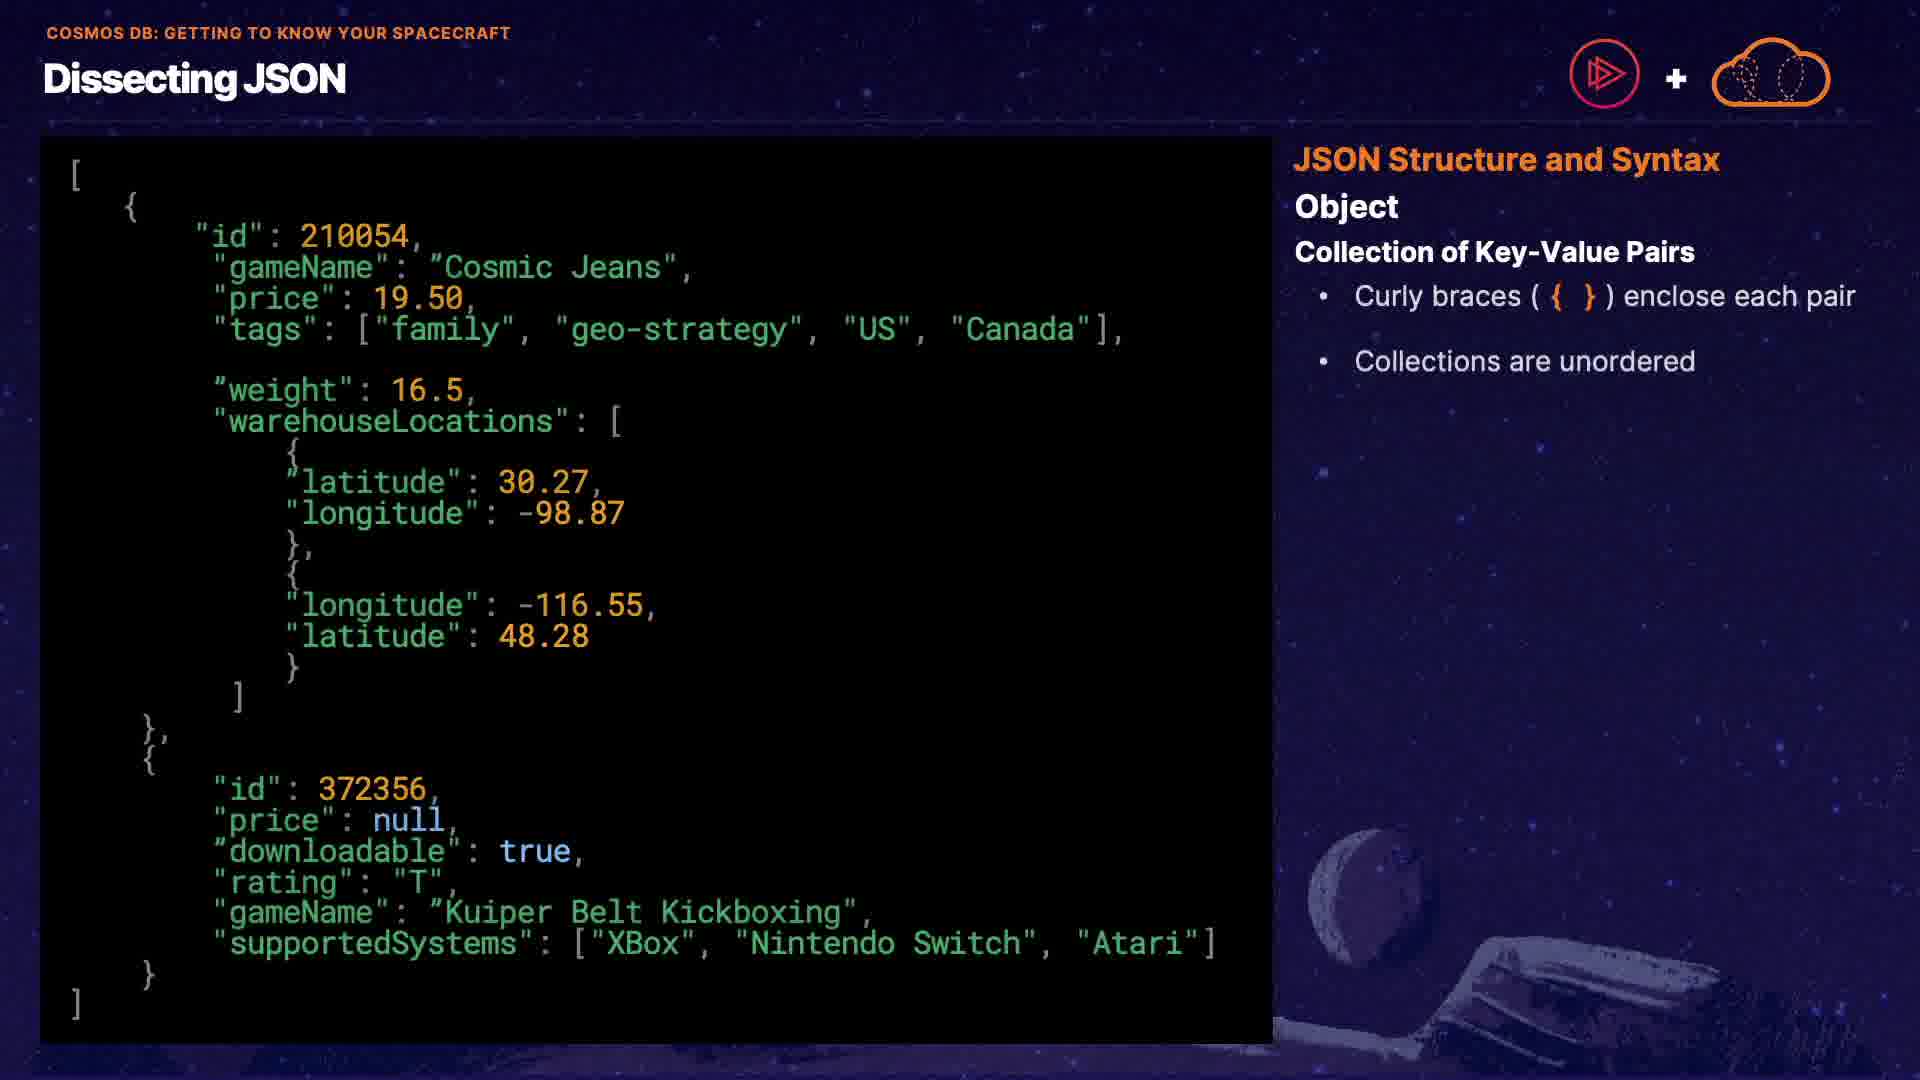 COSMOS DB: GETTING TO KNOW YOUR SPACECRAFT
Dissecting JSON
[
{
"id": 210054,
"gameName": ”Cosmic Jeans",
"price": 19.50,
"tags": ["family", "geo-strategy", "US", "Canada"],
”weight": 16.5,
"warehouseLocations": [
{
”latitude": 30.27,
"longitude": -98.87
},
{
"longitude": -116.55,
"latitude": 48.28
}
]
},
{
"id": 372356,
"price": null,
”downloadable": true,
"rating": "T",
"gameName": ”Kuiper Belt Kickboxing",
"supportedSystems": ["XBox", "Nintendo Switch", "Atari"]
}
]
+
JSON Structure and Syntax
Object
Collection of Key-Value Pairs
• Curly braces ( { } ) enclose each pair
• Collections are unordered